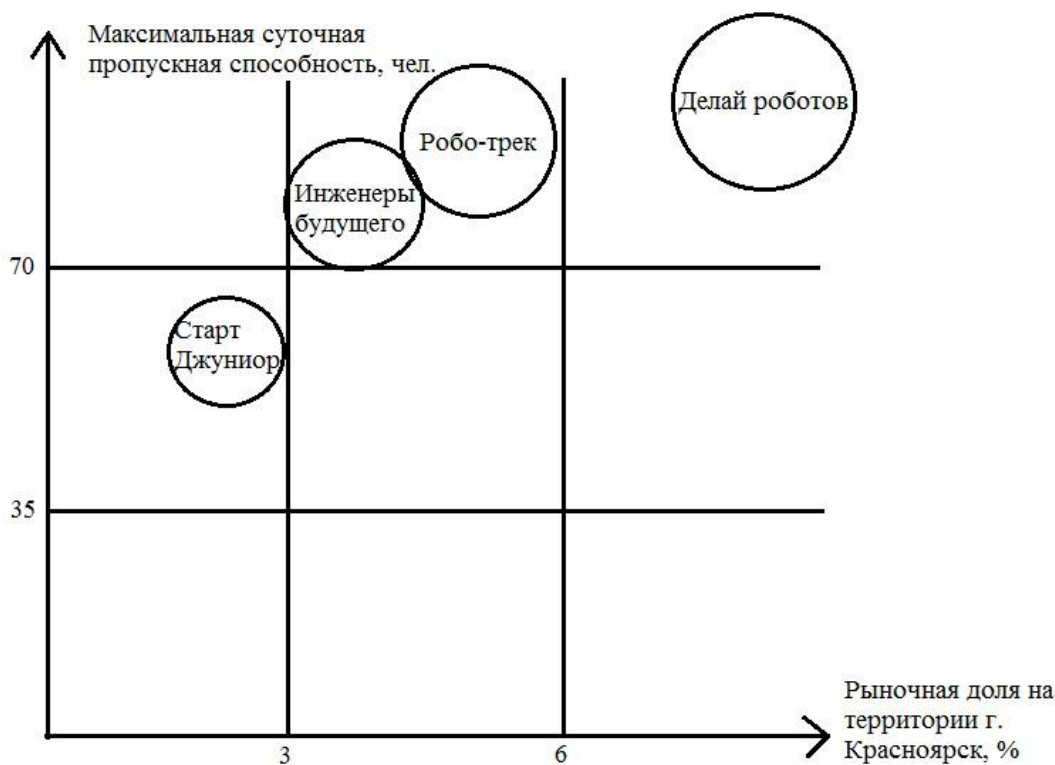 Максимальная суточная
пропускная способность, чел.
Делай роботов
Робо-трек
Инженеры
будущего
70
Старт
Джуниор
35
Рыночная доля на
территории г.
Красноярск, %
3
6